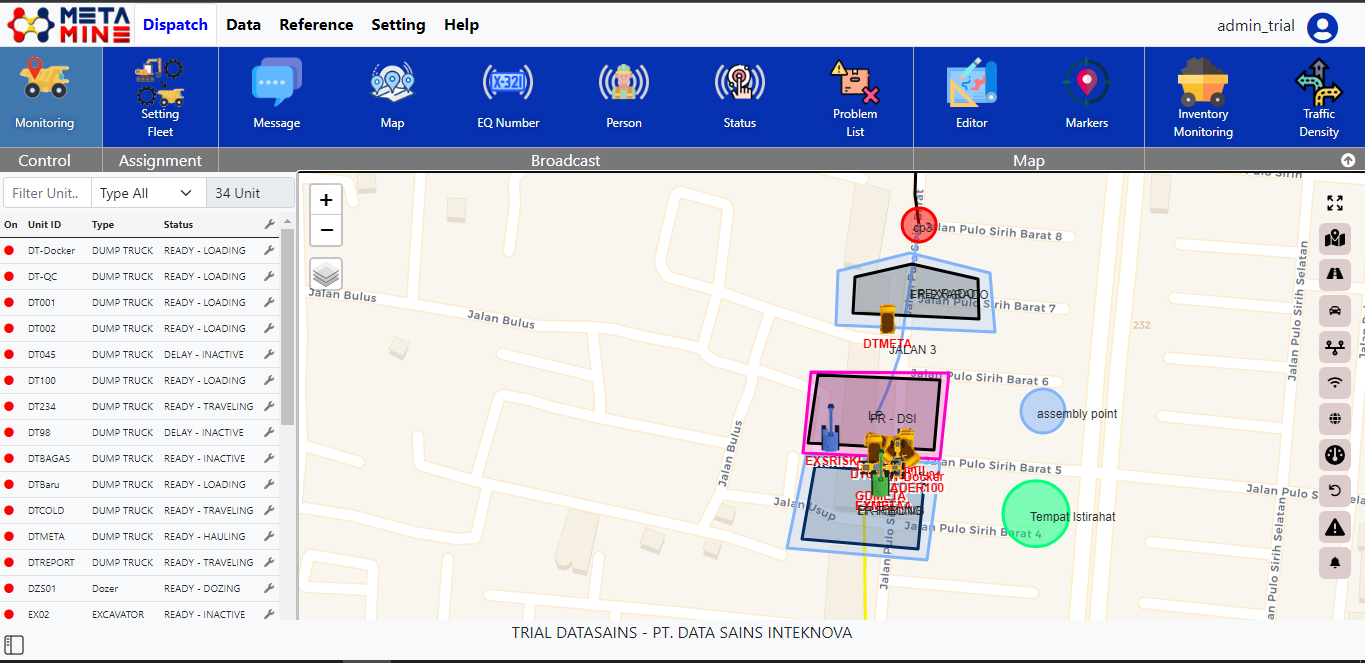 META MINE
Dispatch Data Reference Setting Help
admin_trial
Monitoring
Setting Fleet
Message
Map
X-321
EQ Number
Person
Status
Problem List
Editor
Markers
Inventory Monitoring
Traffic Density
Control Assignment Broadcast Map
Filter Unit.. Type All 34 Unit
On Unit ID Type Status
DT-Docker DUMP TRUCK READY - LOADING
DT-QC DUMP TRUCK READY - LOADING
DT001 DUMP TRUCK READY - LOADING
DT002 DUMP TRUCK READY - LOADING
DT045 DUMP TRUCK DELAY - INACTIVE
DT100 DUMP TRUCK READY - LOADING
DT234 DUMP TRUCK READY - TRAVELING
DT98 DUMP TRUCK DELAY - INACTIVE
DTBAGAS DUMP TRUCK READY - INACTIVE
DTBaru DUMP TRUCK READY - LOADING
DTCOLD DUMP TRUCK READY - TRAVELING
DTMETA DUMP TRUCK READY - HAULING
DTREPORT DUMP TRUCK READY - TRAVELING
DZS01 Dozer READY - DOZING
EX02 EXCAVATOR READY - INACTIVE
+
−
cp3
Jalan Pulo Sirih Barat 8
Jalan Pulo Sirih Barat 7
DTMETA
JALAN 3
232
Jalan Bulus
Jalan Bulus
Jalan Bulus
Jalan Pulo Sirih Barat 6
assembly point
LP
PR - DSI
EXSRISKI
Jalan Pulo Sirih Barat 5
GDMETA
Jalan Usup
Jalan Pulo Sirih Barat 4
Tempat Istirahat
Jalan Pulo Sirih Selatan
Jalan Pulo Sirih Selatan
TRIAL DATASAINS - PT. DATA SAINS INTEKNOVA